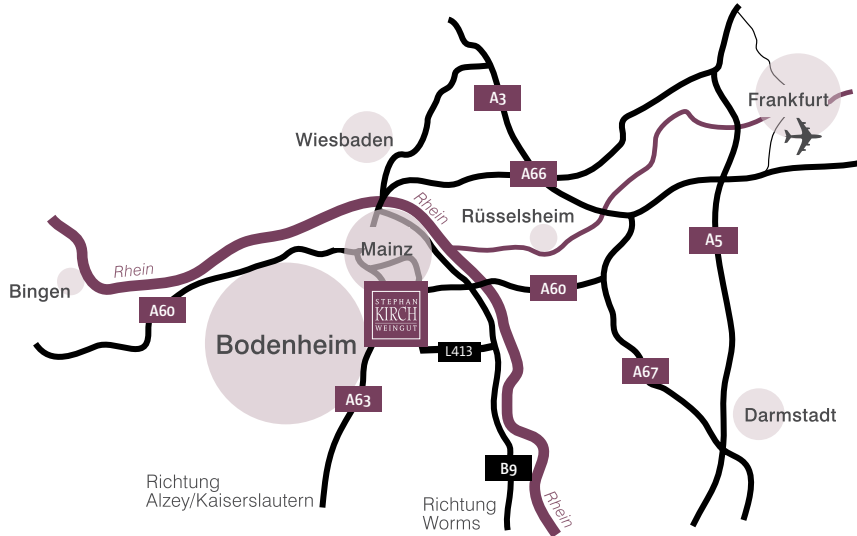 A3
Frankfurt
Wiesbaden
A66
Rhein
Rüsselsheim
A5
Mainz
Rhein
Bingen
A60
A60
STEPHAN
KIRCH
WEINGUT
Bodenheim
L413
A67
A63
Darmstadt
B9
Richtung
Alzey/Kaiserslautern
Richtung
Worms
Rhein